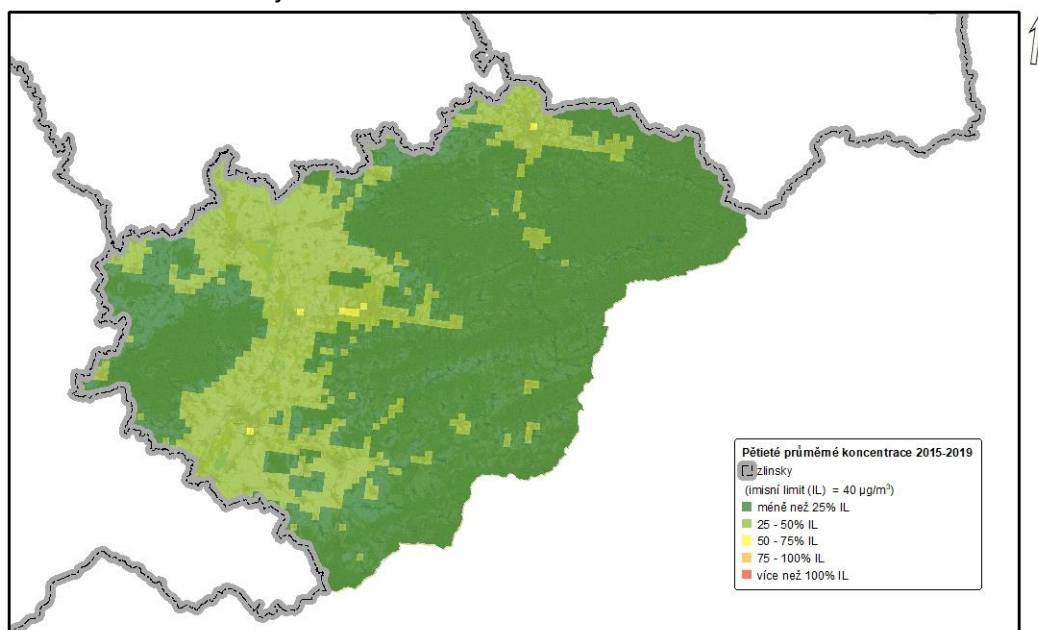 Pětieté průměrné koncentrace 2015-2019
zlinsky
(imisní limit (IL) = 40 µg/m³)
méně než 25% IL
25 - 50% IL
50 - 75% IL
75 - 100% IL
více než 100% IL